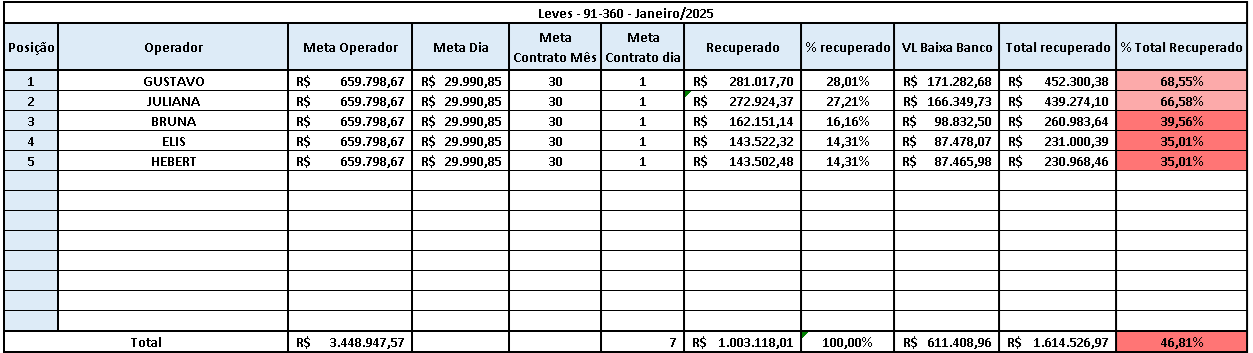 Leves - 91-360 - Janeiro/2025
Posição Operador Meta Operador Meta Dia Meta Contrato Mês Meta Contrato dia Recuperado % recuperado VL Baixa Banco Total recuperado % Total Recuperado
1 GUSTAVO R$ 659.798,67 R$ 29.990,85 30 1 R$ 281.017,70 28,01% R$ 171.282,68 R$ 452.300,38 68,55%
2 JULIANA R$ 659.798,67 R$ 29.990,85 30 1 R$ 272.924,37 27,21% R$ 166.349,73 R$ 439.274,10 66,58%
3 BRUNA R$ 659.798,67 R$ 29.990,85 30 1 R$ 162.151,14 16,16% R$ 98.832,50 R$ 260.983,64 39,56%
4 ELIS R$ 659.798,67 R$ 29.990,85 30 1 R$ 143.522,32 14,31% R$ 87.478,07 R$ 231.000,39 35,01%
5 HEBERT R$ 659.798,67 R$ 29.990,85 30 1 R$ 143.502,48 14,31% R$ 87.465,98 R$ 230.968,46 35,01%
Total R$ 3.448.947,57 7 R$ 1.003.118,01 100,00% R$ 611.408,96 R$ 1.614.526,97 46,81%